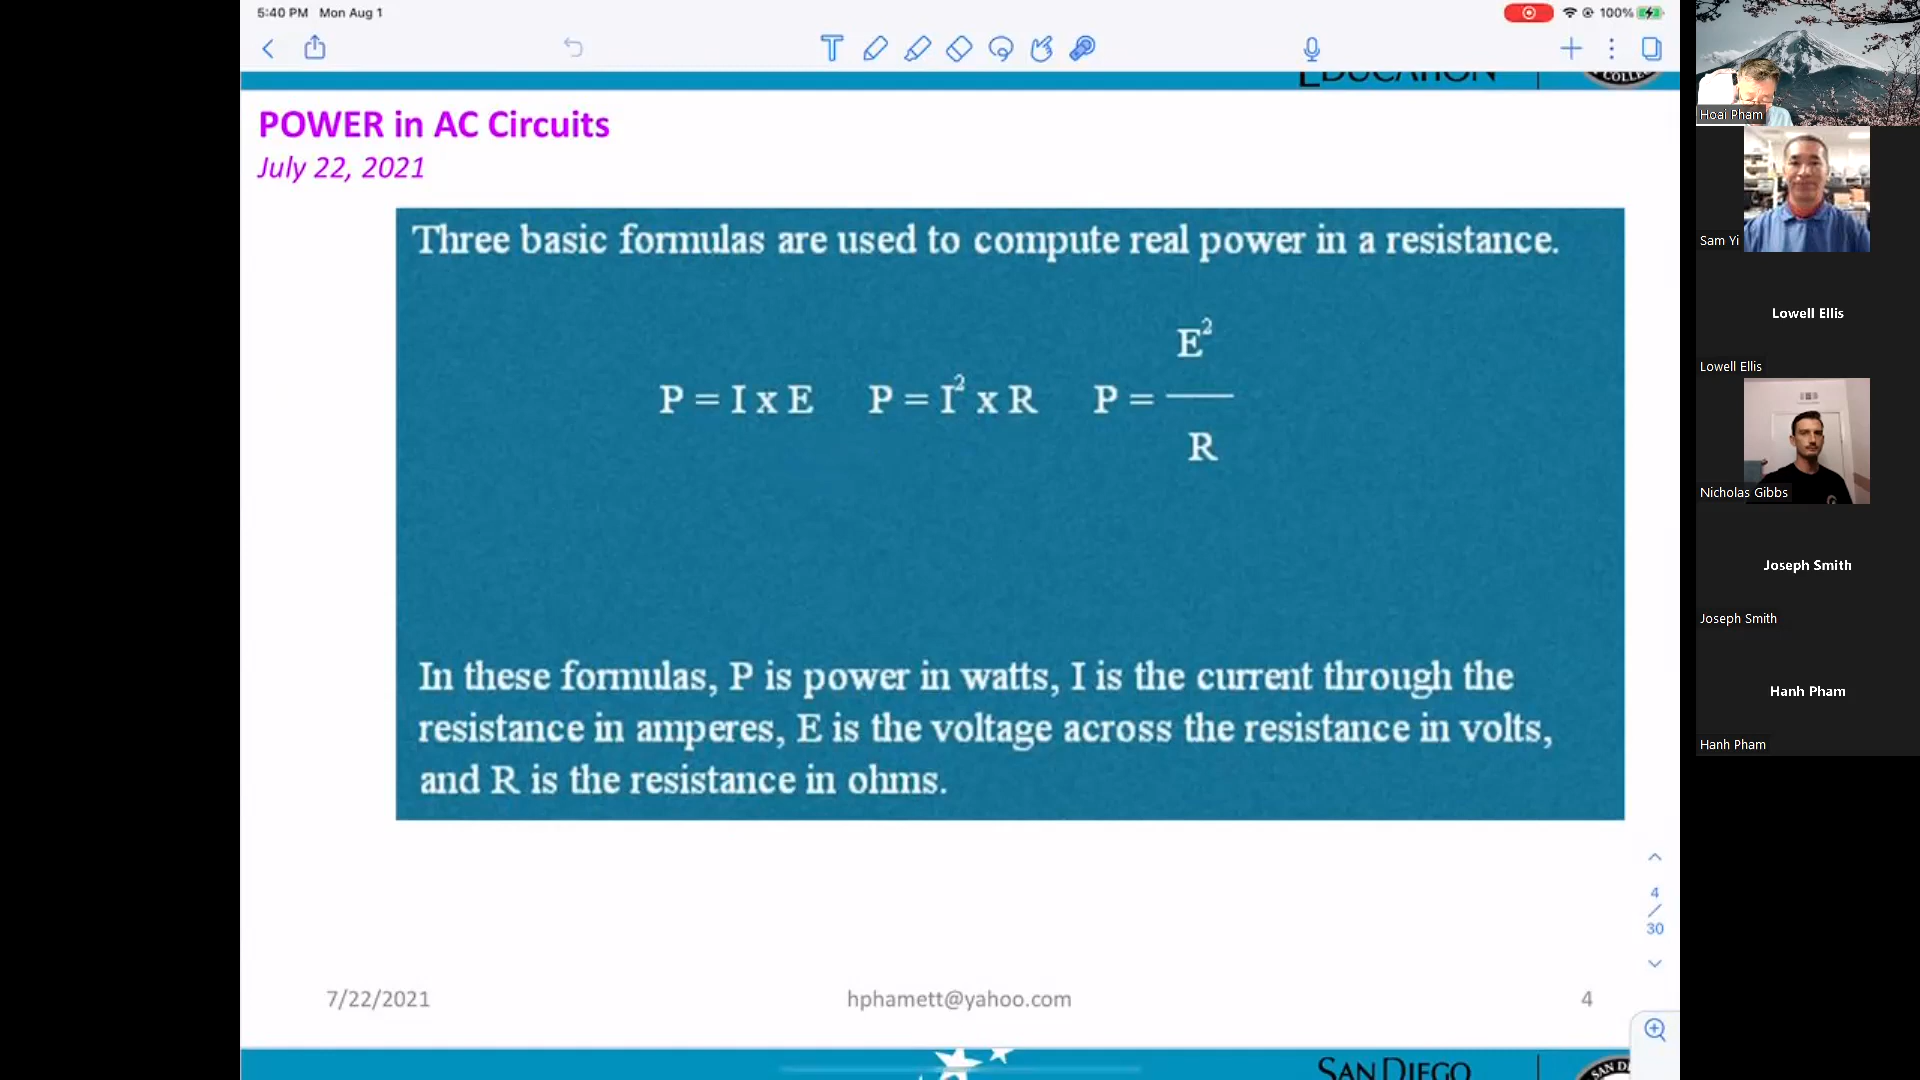 5:40 PM Mon Aug 1
100%
EDUCATION
COLLE
POWER in AC Circuits
July 22, 2021
Three basic formulas are used to compute real power in a resistance.
P = I x E P = I² x R P = E² / R
In these formulas, P is power in watts, I is the current through the
resistance in amperes, E is the voltage across the resistance in volts,
and R is the resistance in ohms.
4
30
7/22/2021
hphamett@yahoo.com
4
SAN DIEGO
SAN D
Hoai Pham
Sam Yi
Lowell Ellis
Lowell Ellis
Nicholas Gibbs
Joseph Smith
Joseph Smith
Hanh Pham
Hanh Pham